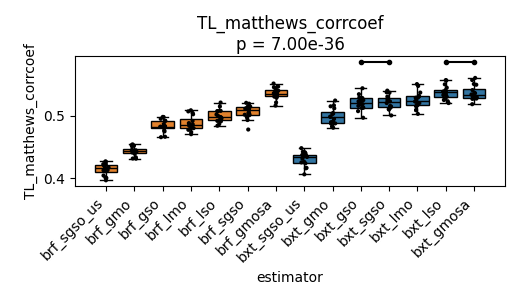 TL_matthews_corrcoef
p = 7.00e-36
TL_matthews_corrcoef
0.5
0.4
brf_sgso_us
brf_gmo
brf_gso
brf_lmo
brf_lso
brf_sgso
brf_gmosa
bxt_sgso_us
bxt_gmo
bxt_gso
bxt_sgso
bxt_lmo
bxt_lso
bxt_gmosa
estimator